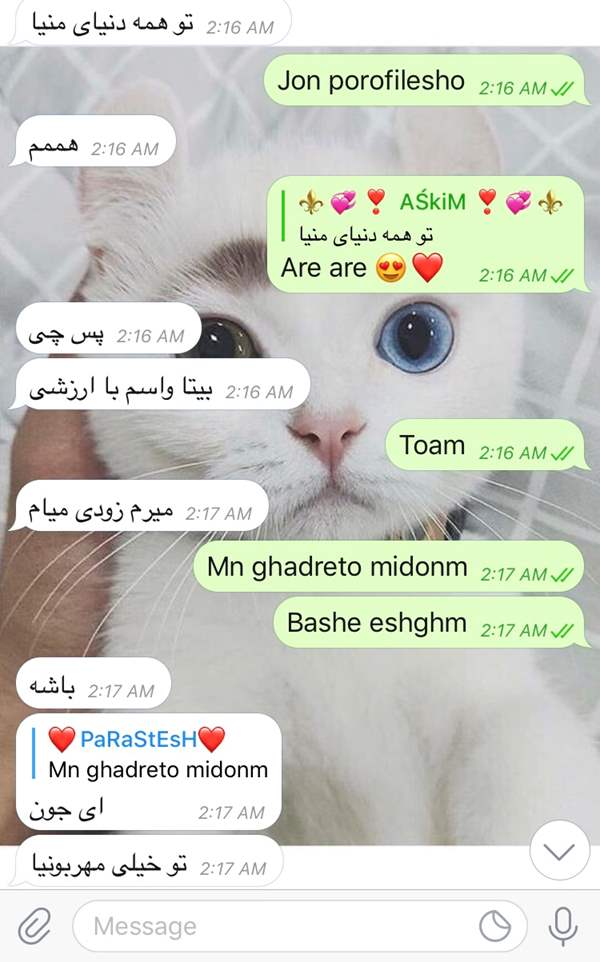 تو همه دنیای منیا 2:16 AM
Jon porofilesho 2:16 AM
هممم 2:16 AM
AŚkiM
تو همه دنیای منیا
Are are 😍❤️ 2:16 AM
پس چی 2:16 AM
بیتا واسم با ارزشی 2:16 AM
Toam 2:16 AM
میرم زودی میام 2:17 AM
Mn ghadreto midonm 2:17 AM
Bashe eshghm 2:17 AM
باشه 2:17 AM
❤️PaRaStEsH❤️
Mn ghadreto midonm
ای جون 2:17 AM
تو خیلی مهربونیا 2:17 AM
Message